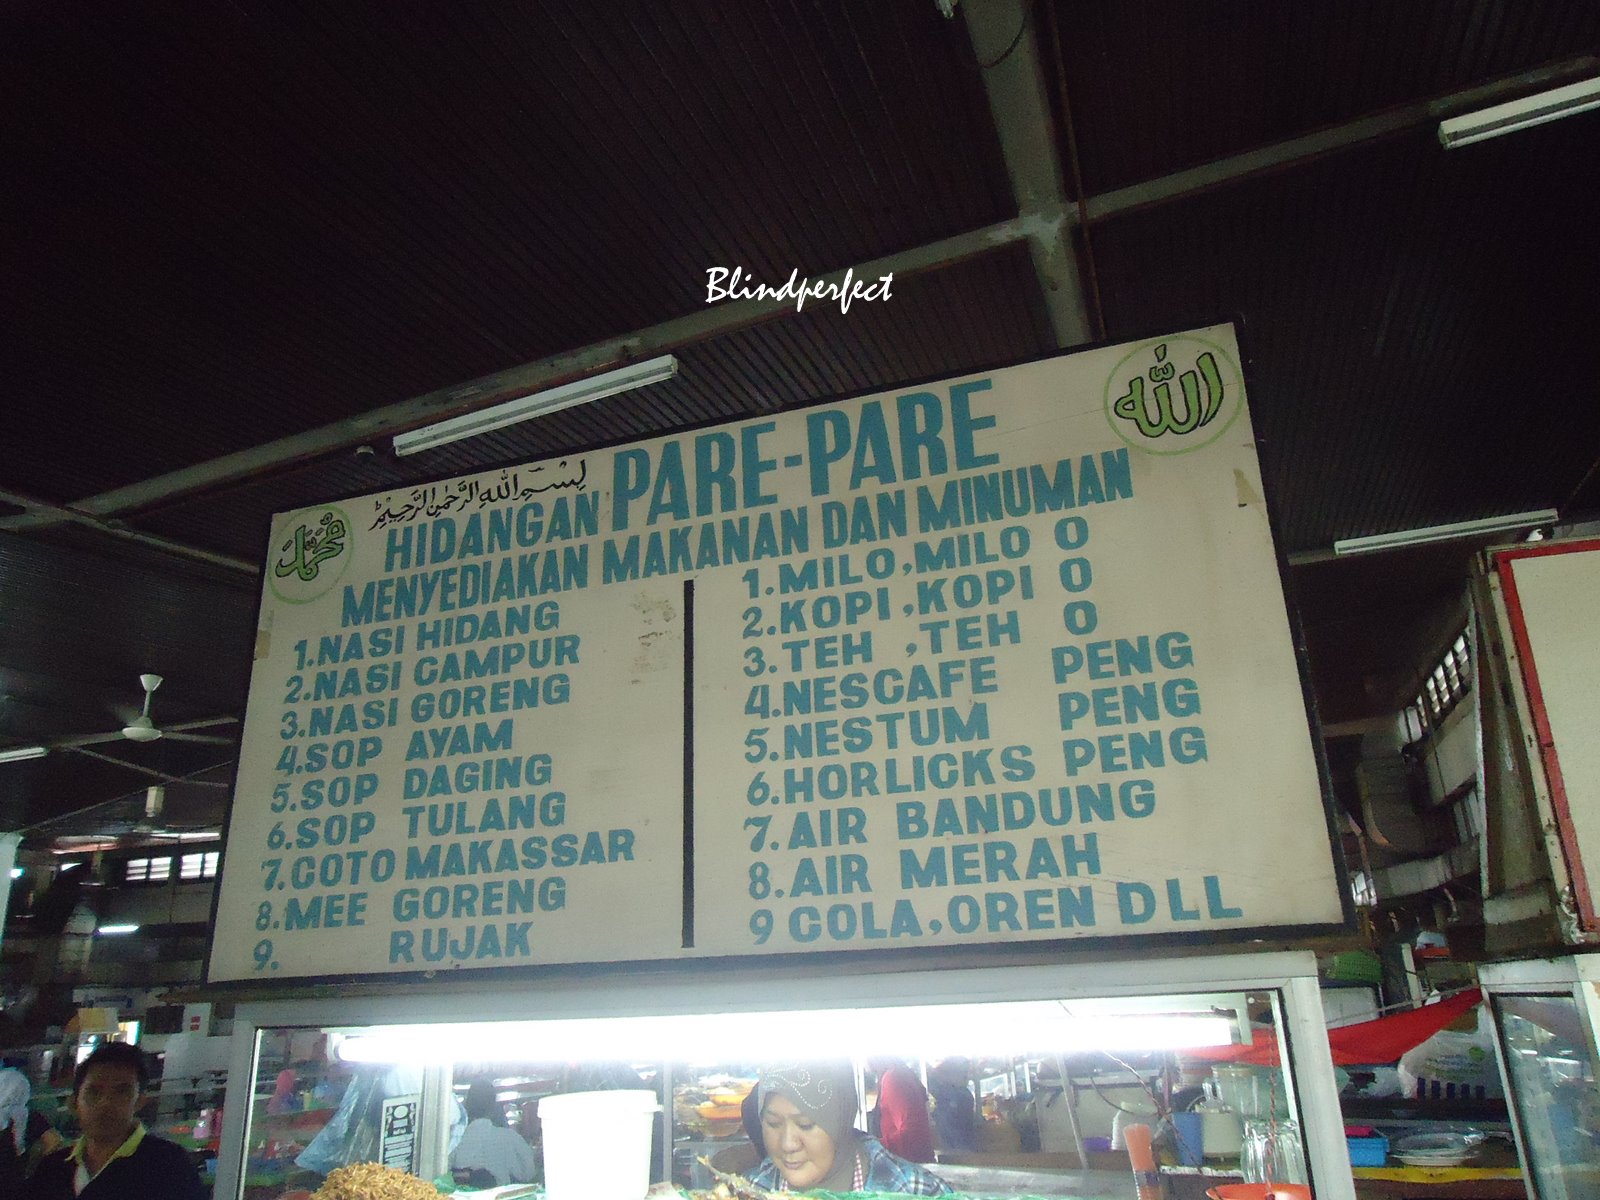 Blindperfect
بِسْمِ اللهِ الرَّحْمٰنِ الرَّحِيْمِ
الله
محمد
HIDANGAN PARE-PARE
MENYEDIAKAN MAKANAN DAN MINUMAN
1.NASI HIDANG
2.NASI CAMPUR
3.NASI GORENG
4.SOP AYAM
5.SOP DAGING
6.SOP TULANG
7.COTO MAKASSAR
8.MEE GORENG
9. RUJAK
1.MILO,MILO O
2.KOPI,KOPI O
3.TEH ,TEH O
4.NESCAFE PENG
5.NESTUM PENG
6.HORLICKS PENG
7.AIR BANDUNG
8.AIR MERAH
9 COLA,OREN DLL